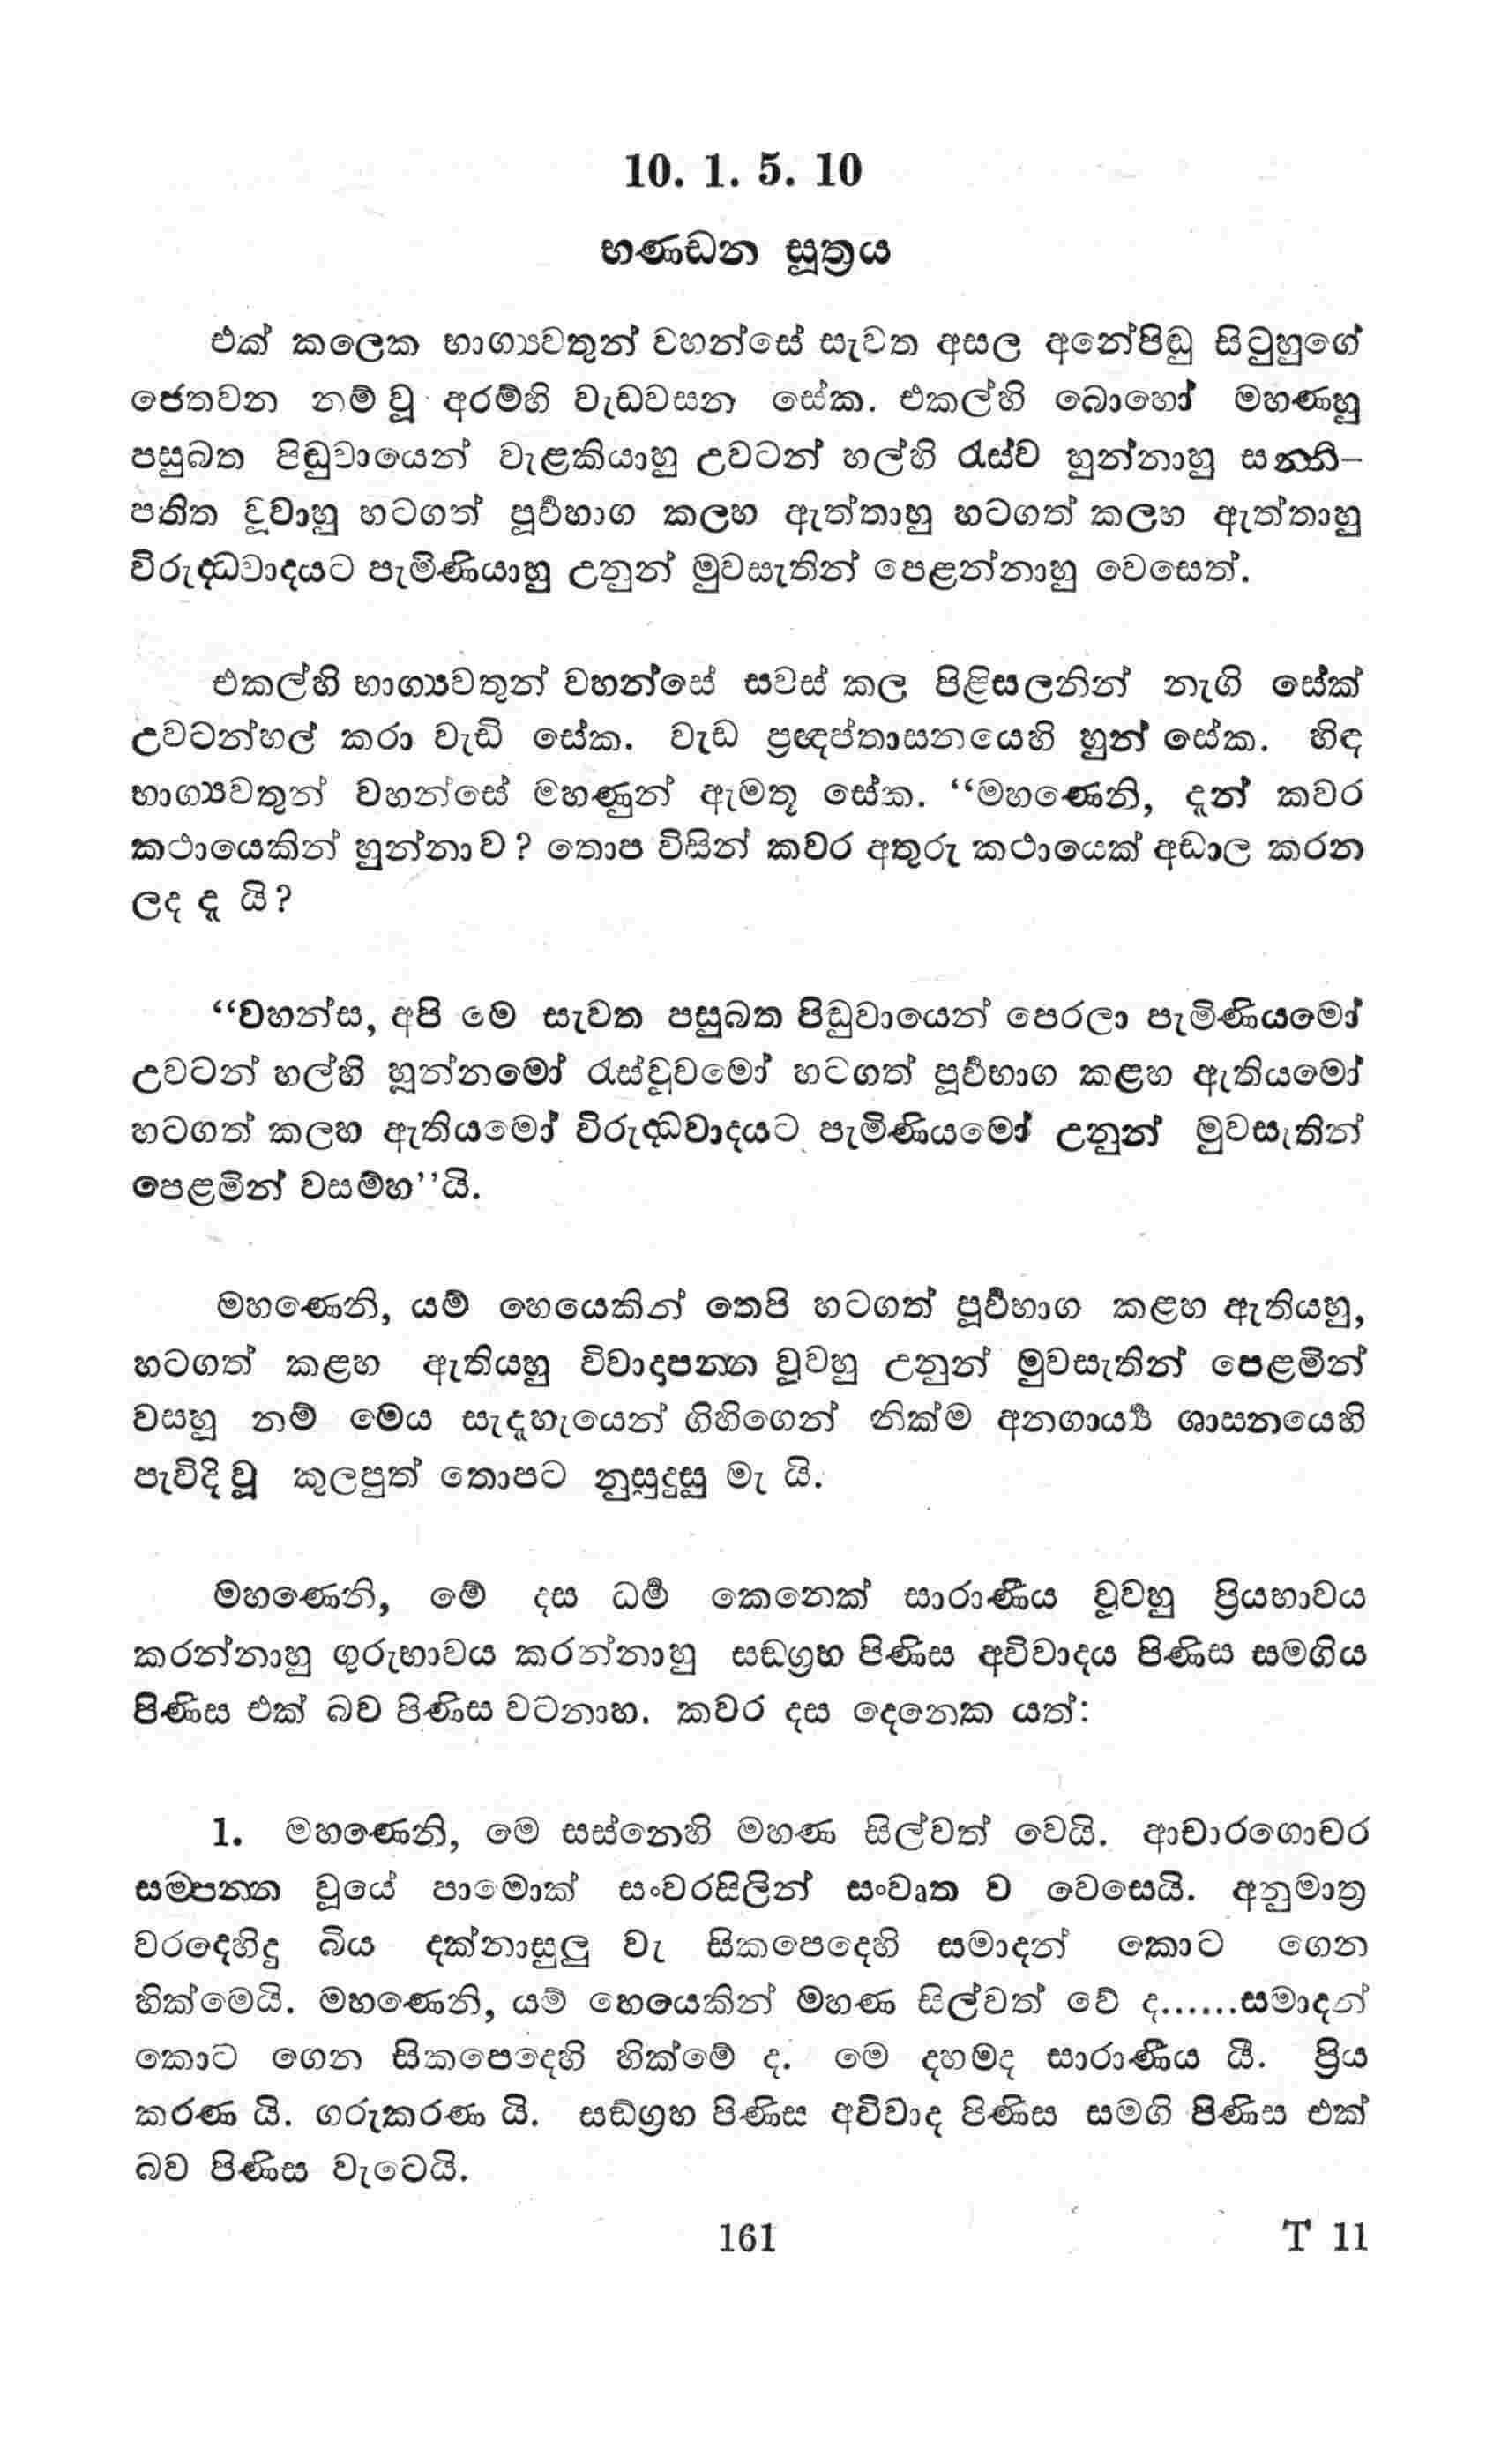 10. 1. 5. 10
භණ්ඩන සූත්‍රය
එක් කලෙක භාග්‍යවතුන් වහන්සේ සැවත අසල අනේපිඬු සිටුහුගේ
ජෙතවන නම් වූ අරම්හි වැඩවසන සේක. එකල්හි බොහෝ මහණහු
පසුබත පිඬුවායෙන් වැළකියාහු උවටන් හල්හි රැස්ව හුන්නාහු සන්නි-
පතිත වූවාහු හටගත් පූර්‍වභාග කලහ ඇත්තාහු හටගත් කලහ ඇත්තාහු
විරුද්ධවාදයට පැමිණියාහු උනුන් මුවසැතින් පෙළන්නාහු වෙසෙත්.
එකල්හි භාග්‍යවතුන් වහන්සේ සවස් කල පිළිසලනින් නැගි සේක්
උවටන්හල් කරා වැඩි සේක. වැඩ ප්‍රඥප්තාසනයෙහි හුන් සේක. හිඳ
භාග්‍යවතුන් වහන්සේ මහණුන් ඇමතූ සේක. “මහණෙනි, දැන් කවර
කථායෙකින් හුන්නාව? තොප විසින් කවර අතුරු කථායෙක් අඩාල කරන
ලද දැ යි?
“වහන්ස, අපි මෙ සැවත පසුබත පිඬුවායෙන් පෙරලා පැමිණියමෝ
උවටන් හල්හි හූන්නමෝ රැස්වූවමෝ හටගත් පූර්‍වභාග කළහ ඇතියමෝ
හටගත් කලහ ඇතියමෝ විරුද්ධවාදයට පැමිණියමෝ උනුන් මුවසැතින්
පෙළමින් වසම්හ”යි.
මහණෙනි, යම් හෙයෙකින් තෙපි හටගත් පූර්‍වභාග කළහ ඇතියහු,
හටගත් කළහ ඇතියහු විවාදාපන්න වූවහු උනුන් මුවසැතින් පෙළමින්
වසහූ නම් මෙය සැදැහැයෙන් ගිහිගෙන් නික්ම අනගාර්‍ය්‍ය ශාසනයෙහි
පැවිදි වූ කුලපුත් තොපට නුසුදුසු මැ යි.
මහණෙනි, මේ දස ධර්‍ම කෙනෙක් සාරාණීය වූවහු ප්‍රියභාවය
කරන්නාහු ගුරුභාවය කරන්නාහු සඞ්ග්‍රහ පිණිස අවිවාදය පිණිස සමගිය
පිණිස එක් බව පිණිස වටනාහ. කවර දස දෙනෙක යත්:
1. මහණෙනි, මෙ සස්නෙහි මහණ සිල්වත් වෙයි. ආචාරගොචර
සම්පන්න වූයේ පාමොක් සංවරසිලින් සංවෘත ව වෙසෙයි. අනුමාත්‍ර
වරදෙහිදු බිය දක්නාසුලු වැ සිකපෙදෙහි සමාදන් කොට ගෙන
හික්මෙයි. මහණෙනි, යම් හෙයෙකින් මහණ සිල්වත් වේ ද......සමාදන්
කොට ගෙන සිකපෙදෙහි හික්මේ ද. මෙ දහමද සාරාණීය යී. ප්‍රිය
කරණ යි. ගරුකරණ යි. සඞ්ග්‍රහ පිණිස අවිවාද පිණිස සමගි පිණිස එක්
බව පිණිස වැටෙයි.
161 T 11